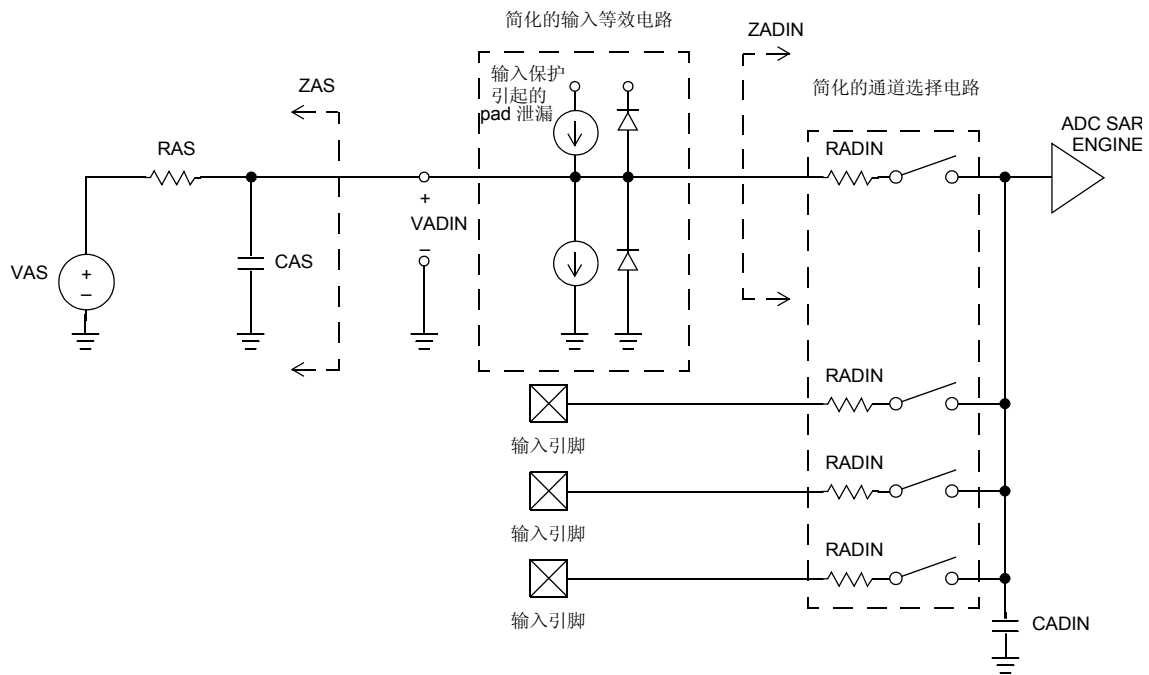 简化的输入等效电路
ZADIN
ZAS
输入保护
引起的
pad 泄漏
简化的通道选择电路
ADC SAR
ENGINE
RAS
RADIN
+
VADIN
–
CAS
VAS
+
–
RADIN
输入引脚
RADIN
输入引脚
RADIN
输入引脚
CADIN